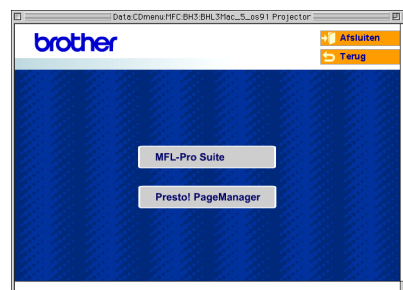 Data:CDmenu:MFC:BH3:BHL3Mac_5_os91 Projector
brother
Afsluiten
Terug
MFL-Pro Suite
Presto! PageManager